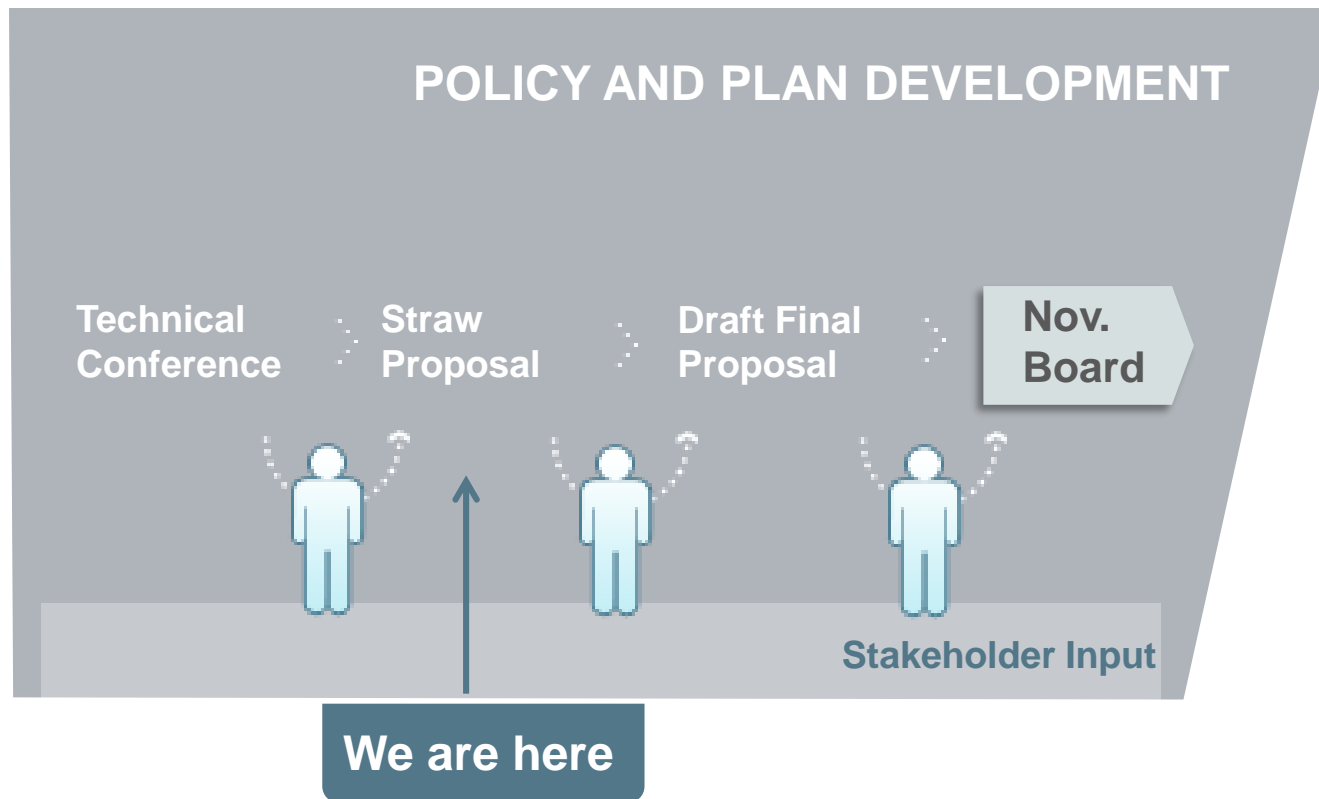 POLICY AND PLAN DEVELOPMENT
Technical
Conference
Straw
Proposal
Draft Final
Proposal
Nov.
Board
Stakeholder Input
We are here